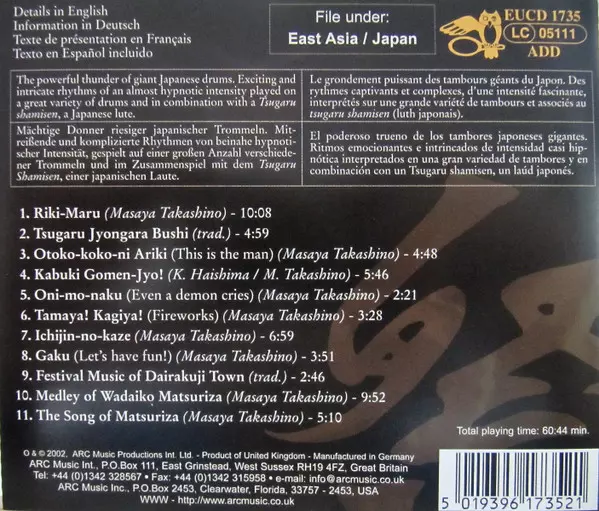 Details in English
Information in Deutsch
Texte de présentation en Français
Texto en Español incluido
File under:
East Asia / Japan
EUCD 1735
LC 05111
ADD
The powerful thunder of giant Japanese drums. Exciting and
intricate rhythms of an almost hypnotic intensity played on
a great variety of drums and in combination with a Tsugaru
shamisen, a Japanese lute.
Le grondement puissant des tambours géants du Japon. Des
rythmes captivants et complexes, d'une intensité fascinante,
interprétés sur une grande variété de tambours et associés au
tsugaru shamisen (luth japonais).
Mächtige Donner riesiger japanischer Trommeln. Mit-
reißende und komplizierte Rhythmen von beinahe hypnoti-
scher Intensität, gespielt auf einer großen Anzahl verschiede-
ner Trommeln und im Zusammenspiel mit dem Tsugaru
Shamisen, einer japanischen Laute.
El poderoso trueno de los tambores japoneses gigantes.
Ritmos emocionantes e intrincados de intensidad casi hip-
nótica interpretados en una gran variedad de tambores y en
combinación con un Tsugaru shamisen, un laúd japonés.
1. Riki-Maru (Masaya Takashino) - 10:08
2. Tsugaru Jyongara Bushi (trad.) - 4:59
3. Otoko-koko-ni Ariki (This is the man) (Masaya Takashino) - 4:48
4. Kabuki Gomen-Jyo! (K. Haishima / M. Takashino) - 5:46
5. Oni-mo-naku (Even a demon cries) (Masaya Takashino) - 2:21
6. Tamaya! Kagiya! (Fireworks) (Masaya Takashino) - 3:28
7. Ichijin-no-kaze (Masaya Takashino) - 6:59
8. Gaku (Let's have fun!) (Masaya Takashino) - 3:51
9. Festival Music of Dairakuji Town (trad.) - 2:46
10. Medley of Wadaiko Matsuriza (Masaya Takashino) - 9:52
11. The Song of Matsuriza (Masaya Takashino) - 5:10
Total playing time: 60:44 min.
℗ & © 2002, ARC Music Productions Int. Ltd. - Product of United Kingdom - Manufactured in Germany
ARC Music Int., P.O.Box 111, East Grinstead, West Sussex RH19 4FZ, Great Britain
Tel: +44 (0)1342 328567 • Fax: +44 (0)1342 315958 • e-mail: info@arcmusic.co.uk
ARC Music Int., P.O.Box 2453, Clearwater, Florida, 33757 - 2453, USA
WWW - http://www.arcmusic.co.uk
5 019396 173521